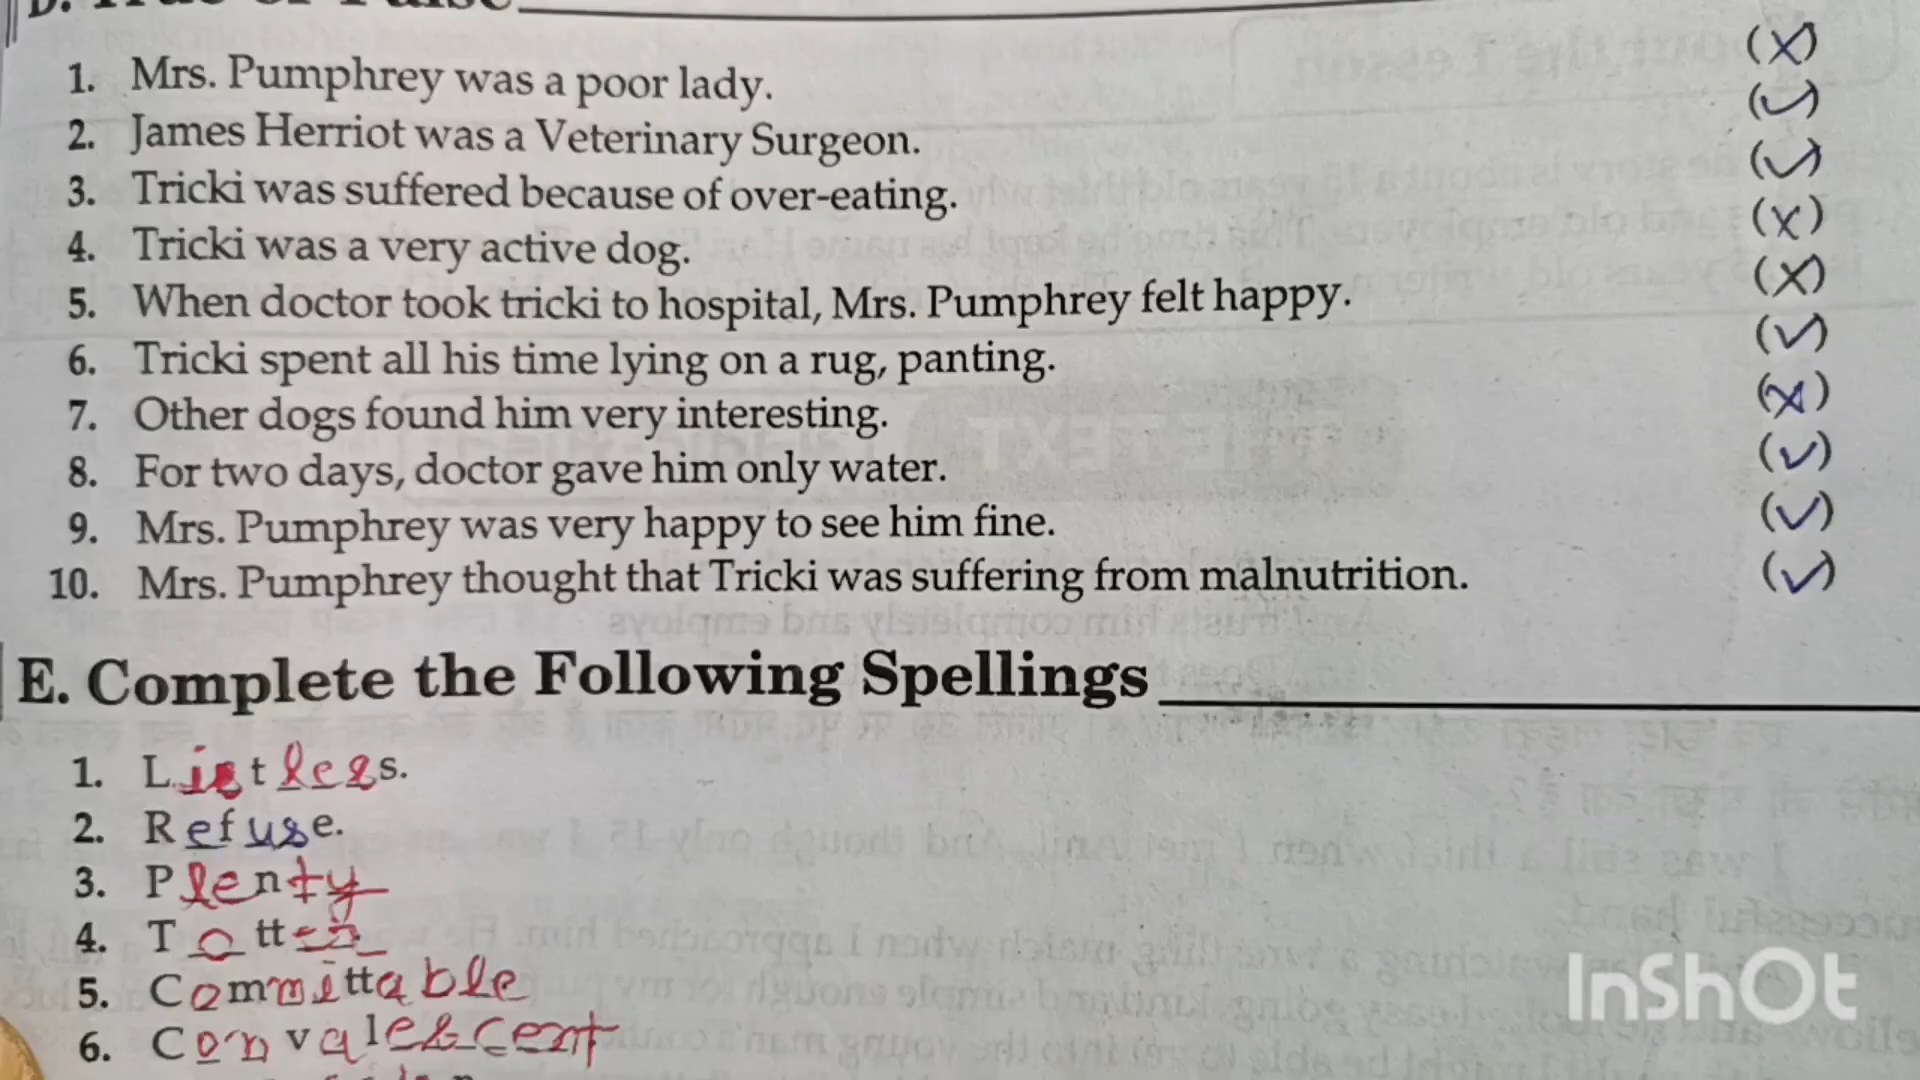 D. True or False
1. Mrs. Pumphrey was a poor lady. (x)
2. James Herriot was a Veterinary Surgeon. (✓)
3. Tricki was suffered because of over-eating. (✓)
4. Tricki was a very active dog. (x)
5. When doctor took tricki to hospital, Mrs. Pumphrey felt happy. (x)
6. Tricki spent all his time lying on a rug, panting. (✓)
7. Other dogs found him very interesting. (x)
8. For two days, doctor gave him only water. (✓)
9. Mrs. Pumphrey was very happy to see him fine. (✓)
10. Mrs. Pumphrey thought that Tricki was suffering from malnutrition. (✓)
E. Complete the Following Spellings
1. Listless.
2. Refuse.
3. Plenty
4.
5. Committable
6. Convalescent
InShOt